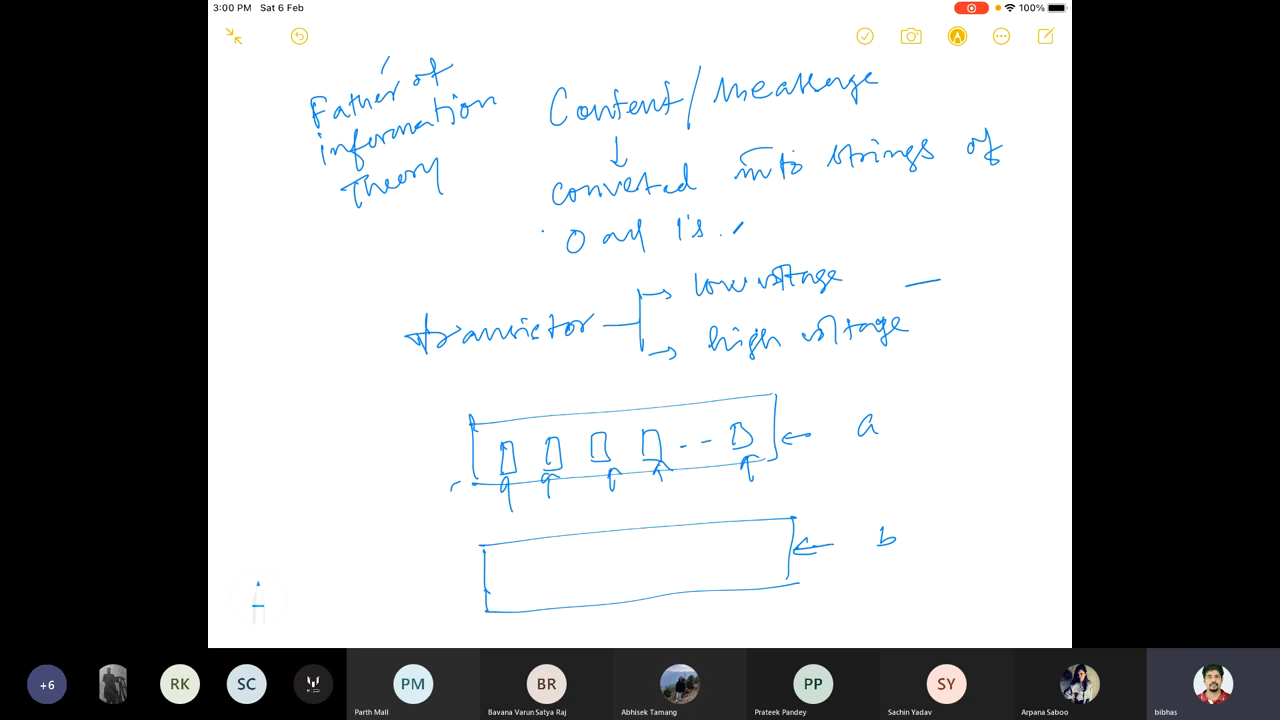 3:00 PM Sat 6 Feb
100%
Father of
information
Theory
Content/
converted into strings of
0 and 1's.
transistor
low voltage
high voltage
a
b
+6
RK
SC
PM
BR
PP
SY
Parth Mall
Bavana Varun Satya Raj
Abhisek Tamang
Prateek Pandey
Sachin Yadav
Arpana Saboo
bibhas